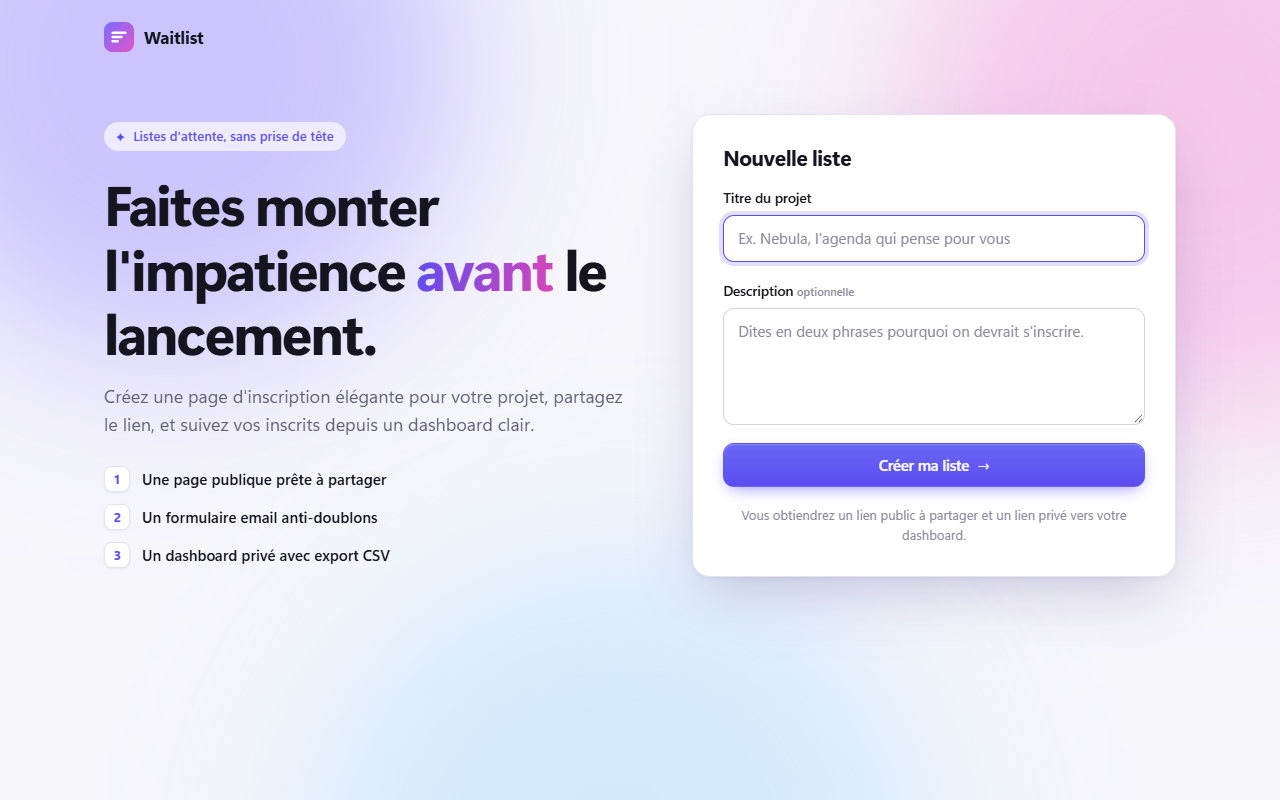 Waitlist
✦ Listes d'attente, sans prise de tête
Faites monter
l'impatience avant le
lancement.
Créez une page d'inscription élégante pour votre projet, partagez
le lien, et suivez vos inscrits depuis un dashboard clair.
1 Une page publique prête à partager
2 Un formulaire email anti-doublons
3 Un dashboard privé avec export CSV
Nouvelle liste
Titre du projet
Ex. Nebula, l'agenda qui pense pour vous
Description optionnelle
Dites en deux phrases pourquoi on devrait s'inscrire.
Créer ma liste →
Vous obtiendrez un lien public à partager et un lien privé vers votre
dashboard.